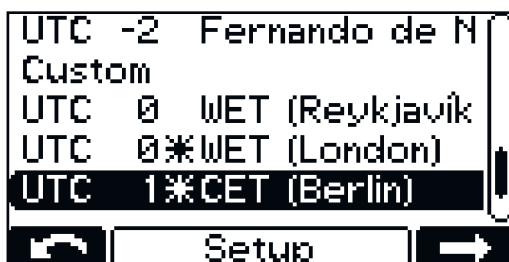 UTC -2 Fernando de N
Custom
UTC 0 WET (Reykjavík
UTC 0☀WET (London)
UTC 1☀CET (Berlin)
Setup